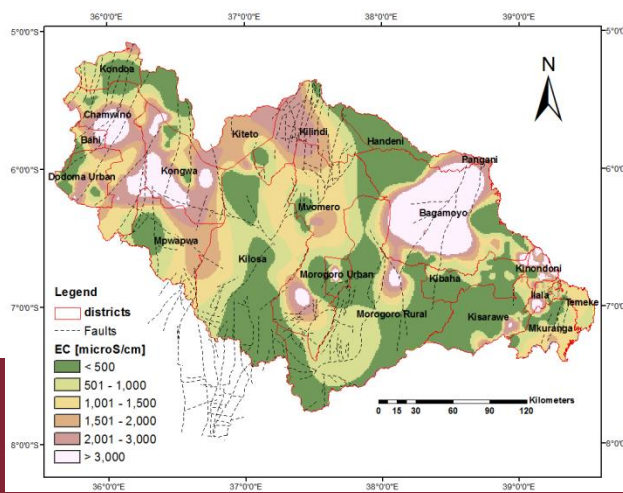 36°0'0"E 37°0'0"E 38°0'0"E 39°0'0"E
5°0'0"S 5°0'0"S
N
Kondoa
Chamwino
Kiteto
Kilindi
Handeni
Bahi
Pangani
6°0'0"S 6°0'0"S
Dodoma Urban
Kongwa
Mvomero
Bagamoyo
Mpwapwa
Kilosa
Morogoro Urban
Kibaha
Kinondoni
Ilala
Temeke
Morogoro Rural
Kisarawe
Mkuranga
7°0'0"S 7°0'0"S
8°0'0"S 8°0'0"S
Legend
districts
Faults
EC [microS/cm]
< 500
501 - 1,000
1,001 - 1,500
1,501 - 2,000
2,001 - 3,000
> 3,000
Kilometers
0 15 30 60 90 120
36°0'0"E 37°0'0"E 38°0'0"E 39°0'0"E